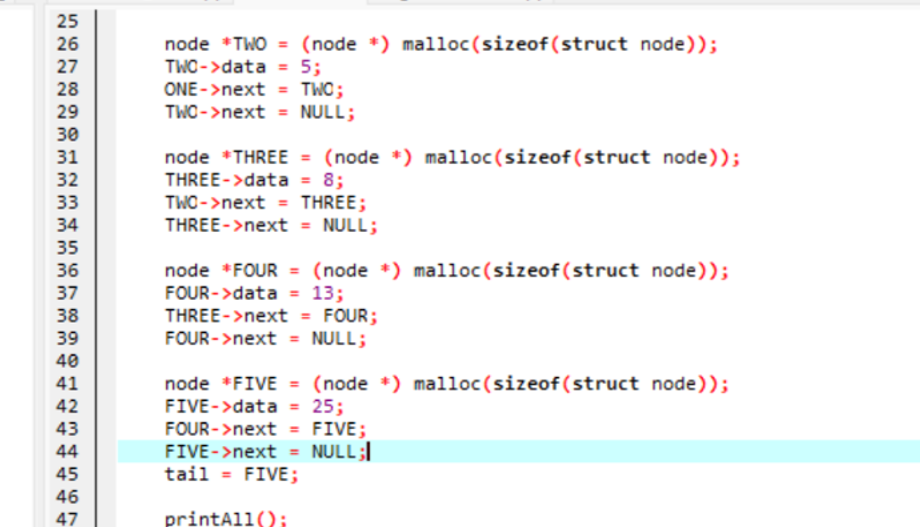 25
26 node *TWO = (node *) malloc(sizeof(struct node));
27 TWO->data = 5;
28 ONE->next = TWO;
29 TWO->next = NULL;
30
31 node *THREE = (node *) malloc(sizeof(struct node));
32 THREE->data = 8;
33 TWO->next = THREE;
34 THREE->next = NULL;
35
36 node *FOUR = (node *) malloc(sizeof(struct node));
37 FOUR->data = 13;
38 THREE->next = FOUR;
39 FOUR->next = NULL;
40
41 node *FIVE = (node *) malloc(sizeof(struct node));
42 FIVE->data = 25;
43 FOUR->next = FIVE;
44 FIVE->next = NULL;
45 tail = FIVE;
46
47 printAll();